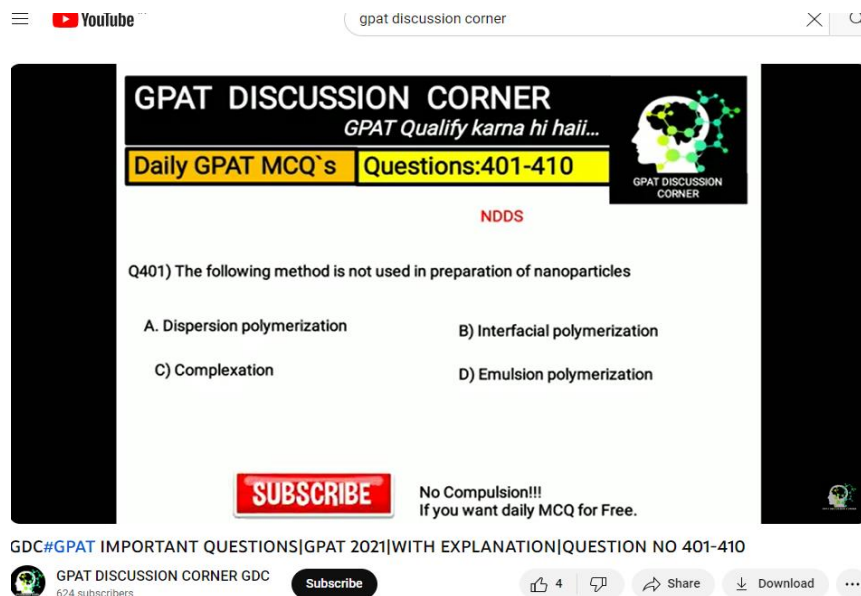 YouTube
gpat discussion corner
GPAT DISCUSSION CORNER
GPAT Qualify karna hi haii...
Daily GPAT MCQ`s Questions:401-410
GPAT DISCUSSION
CORNER
NDDS
Q401) The following method is not used in preparation of nanoparticles
A. Dispersion polymerization
B) Interfacial polymerization
C) Complexation
D) Emulsion polymerization
SUBSCRIBE
No Compulsion!!!
If you want daily MCQ for Free.
GDC#GPAT IMPORTANT QUESTIONS|GPAT 2021|WITH EXPLANATION|QUESTION NO 401-410
GPAT DISCUSSION CORNER GDC
624 subscribers
Subscribe
4
Share
Download